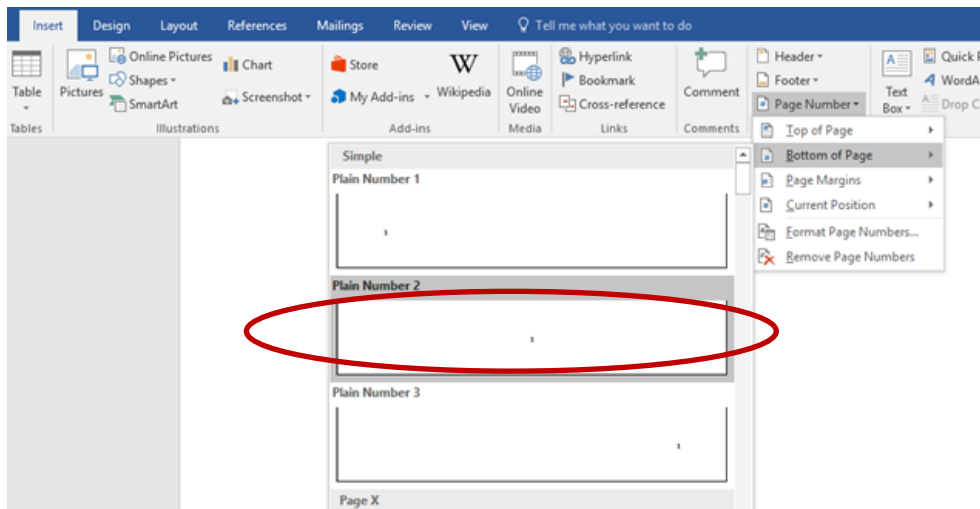 Insert Design Layout References Mailings Review View Tell me what you want to do
Table
Tables
Pictures
Online Pictures
Shapes
SmartArt
Chart
Screenshot
Illustrations
Store
My Add-ins
W
Wikipedia
Add-ins
Online
Video
Media
Hyperlink
Bookmark
Cross-reference
Links
Comment
Comments
Header
Footer
Page Number
A
Text
Box
Quick
Top of Page
Bottom of Page
Page Margins
Current Position
Format Page Numbers...
Remove Page Numbers
Simple
Plain Number 1
1
Plain Number 2
1
Plain Number 3
1
Page X